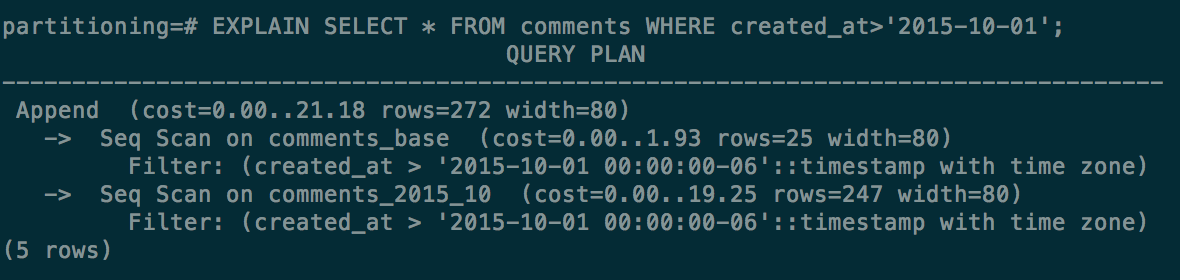 partitioning=# EXPLAIN SELECT * FROM comments WHERE created_at>'2015-10-01';
                                    QUERY PLAN
-----------------------------------------------------------------------------------
 Append  (cost=0.00..21.18 rows=272 width=80)
   ->  Seq Scan on comments_base  (cost=0.00..1.93 rows=25 width=80)
         Filter: (created_at > '2015-10-01 00:00:00-06'::timestamp with time zone)
   ->  Seq Scan on comments_2015_10  (cost=0.00..19.25 rows=247 width=80)
         Filter: (created_at > '2015-10-01 00:00:00-06'::timestamp with time zone)
(5 rows)